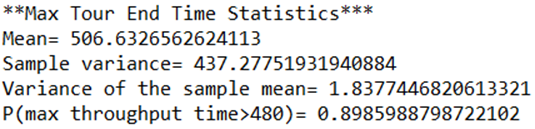 **Max Tour End Time Statistics***
Mean= 506.6326562624113
Sample variance= 437.27751931940884
Variance of the sample mean= 1.8377446820613321
P(max throughput time>480)= 0.8985988798722102